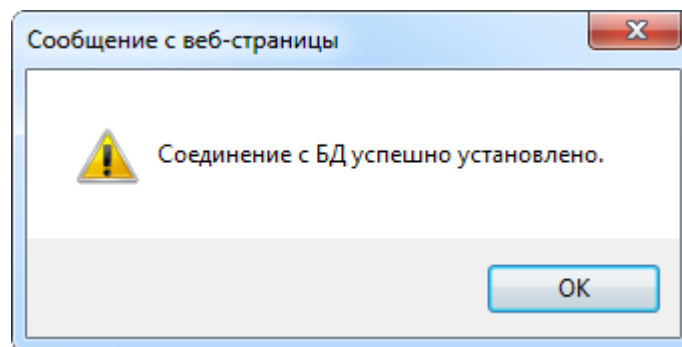 Сообщение с веб-страницы
Соединение с БД успешно установлено.
OK